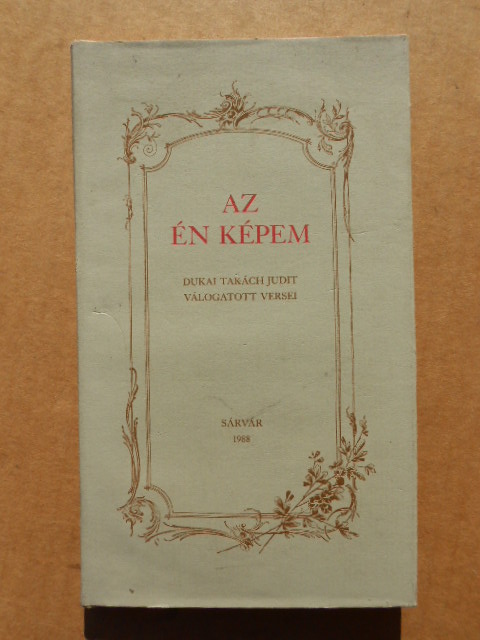 AZ
ÉN KÉPEM
DUKAI TAKÁCH JUDIT
VÁLOGATOTT VERSEI
SÁRVÁR
1988